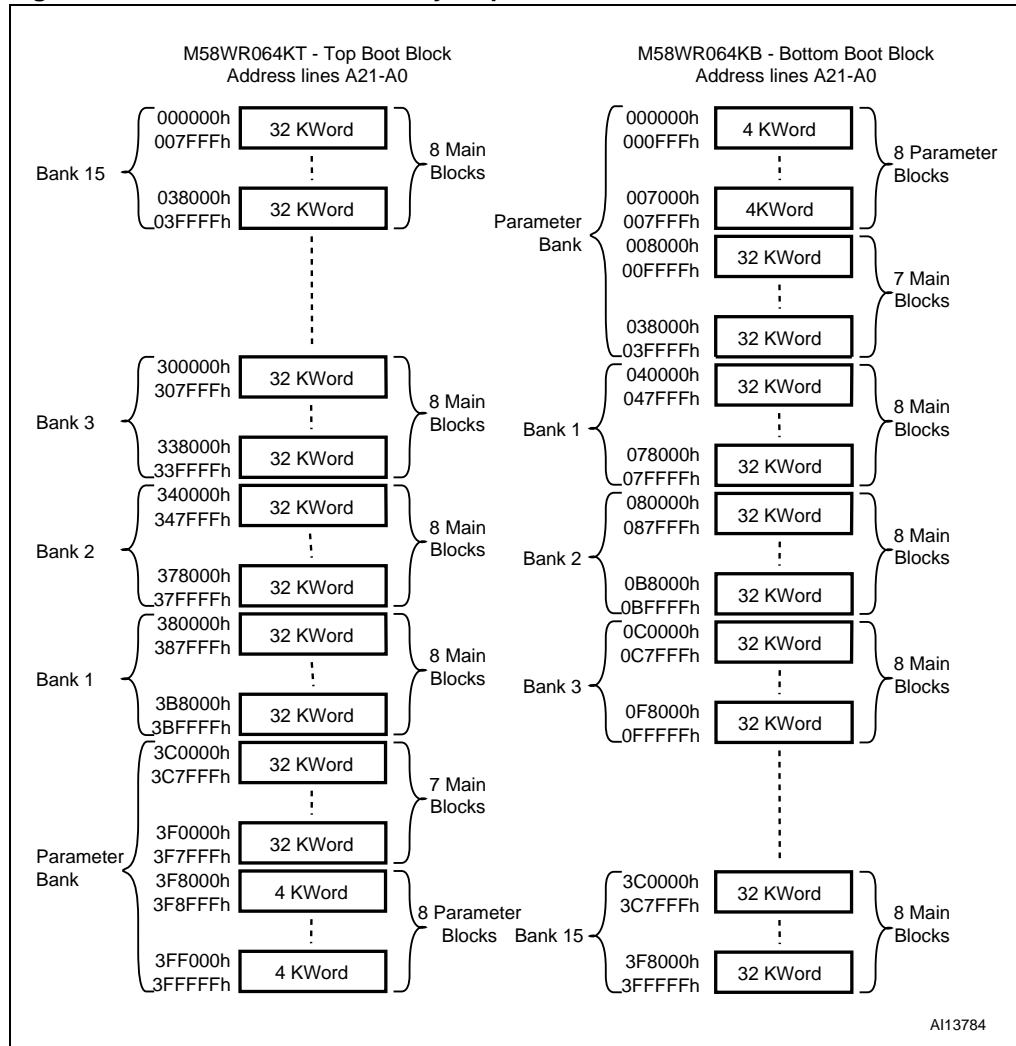 M58WR064KT - Top Boot Block
Address lines A21-A0
Bank 15
000000h
007FFFh
32 KWord
038000h
03FFFFh
32 KWord
8 Main
Blocks
Bank 3
300000h
307FFFh
32 KWord
338000h
33FFFFh
32 KWord
8 Main
Blocks
Bank 2
340000h
347FFFh
32 KWord
378000h
37FFFFh
32 KWord
8 Main
Blocks
Bank 1
380000h
387FFFh
32 KWord
3B8000h
3BFFFFh
32 KWord
8 Main
Blocks
Parameter
Bank
3C0000h
3C7FFFh
32 KWord
3F0000h
3F7FFFh
32 KWord
7 Main
Blocks
3F8000h
3F8FFFh
4 KWord
3FF000h
3FFFFFh
4 KWord
8 Parameter
Blocks
M58WR064KB - Bottom Boot Block
Address lines A21-A0
Parameter
Bank
000000h
000FFFh
4 KWord
007000h
007FFFh
4KWord
8 Parameter
Blocks
008000h
00FFFFh
32 KWord
038000h
03FFFFh
32 KWord
7 Main
Blocks
Bank 1
040000h
047FFFh
32 KWord
078000h
07FFFFh
32 KWord
8 Main
Blocks
Bank 2
080000h
087FFFh
32 KWord
0B8000h
0BFFFFh
32 KWord
8 Main
Blocks
Bank 3
0C0000h
0C7FFFh
32 KWord
0F8000h
0FFFFFh
32 KWord
8 Main
Blocks
Bank 15
3C0000h
3C7FFFh
32 KWord
3F8000h
3FFFFFh
32 KWord
8 Main
Blocks
AI13784